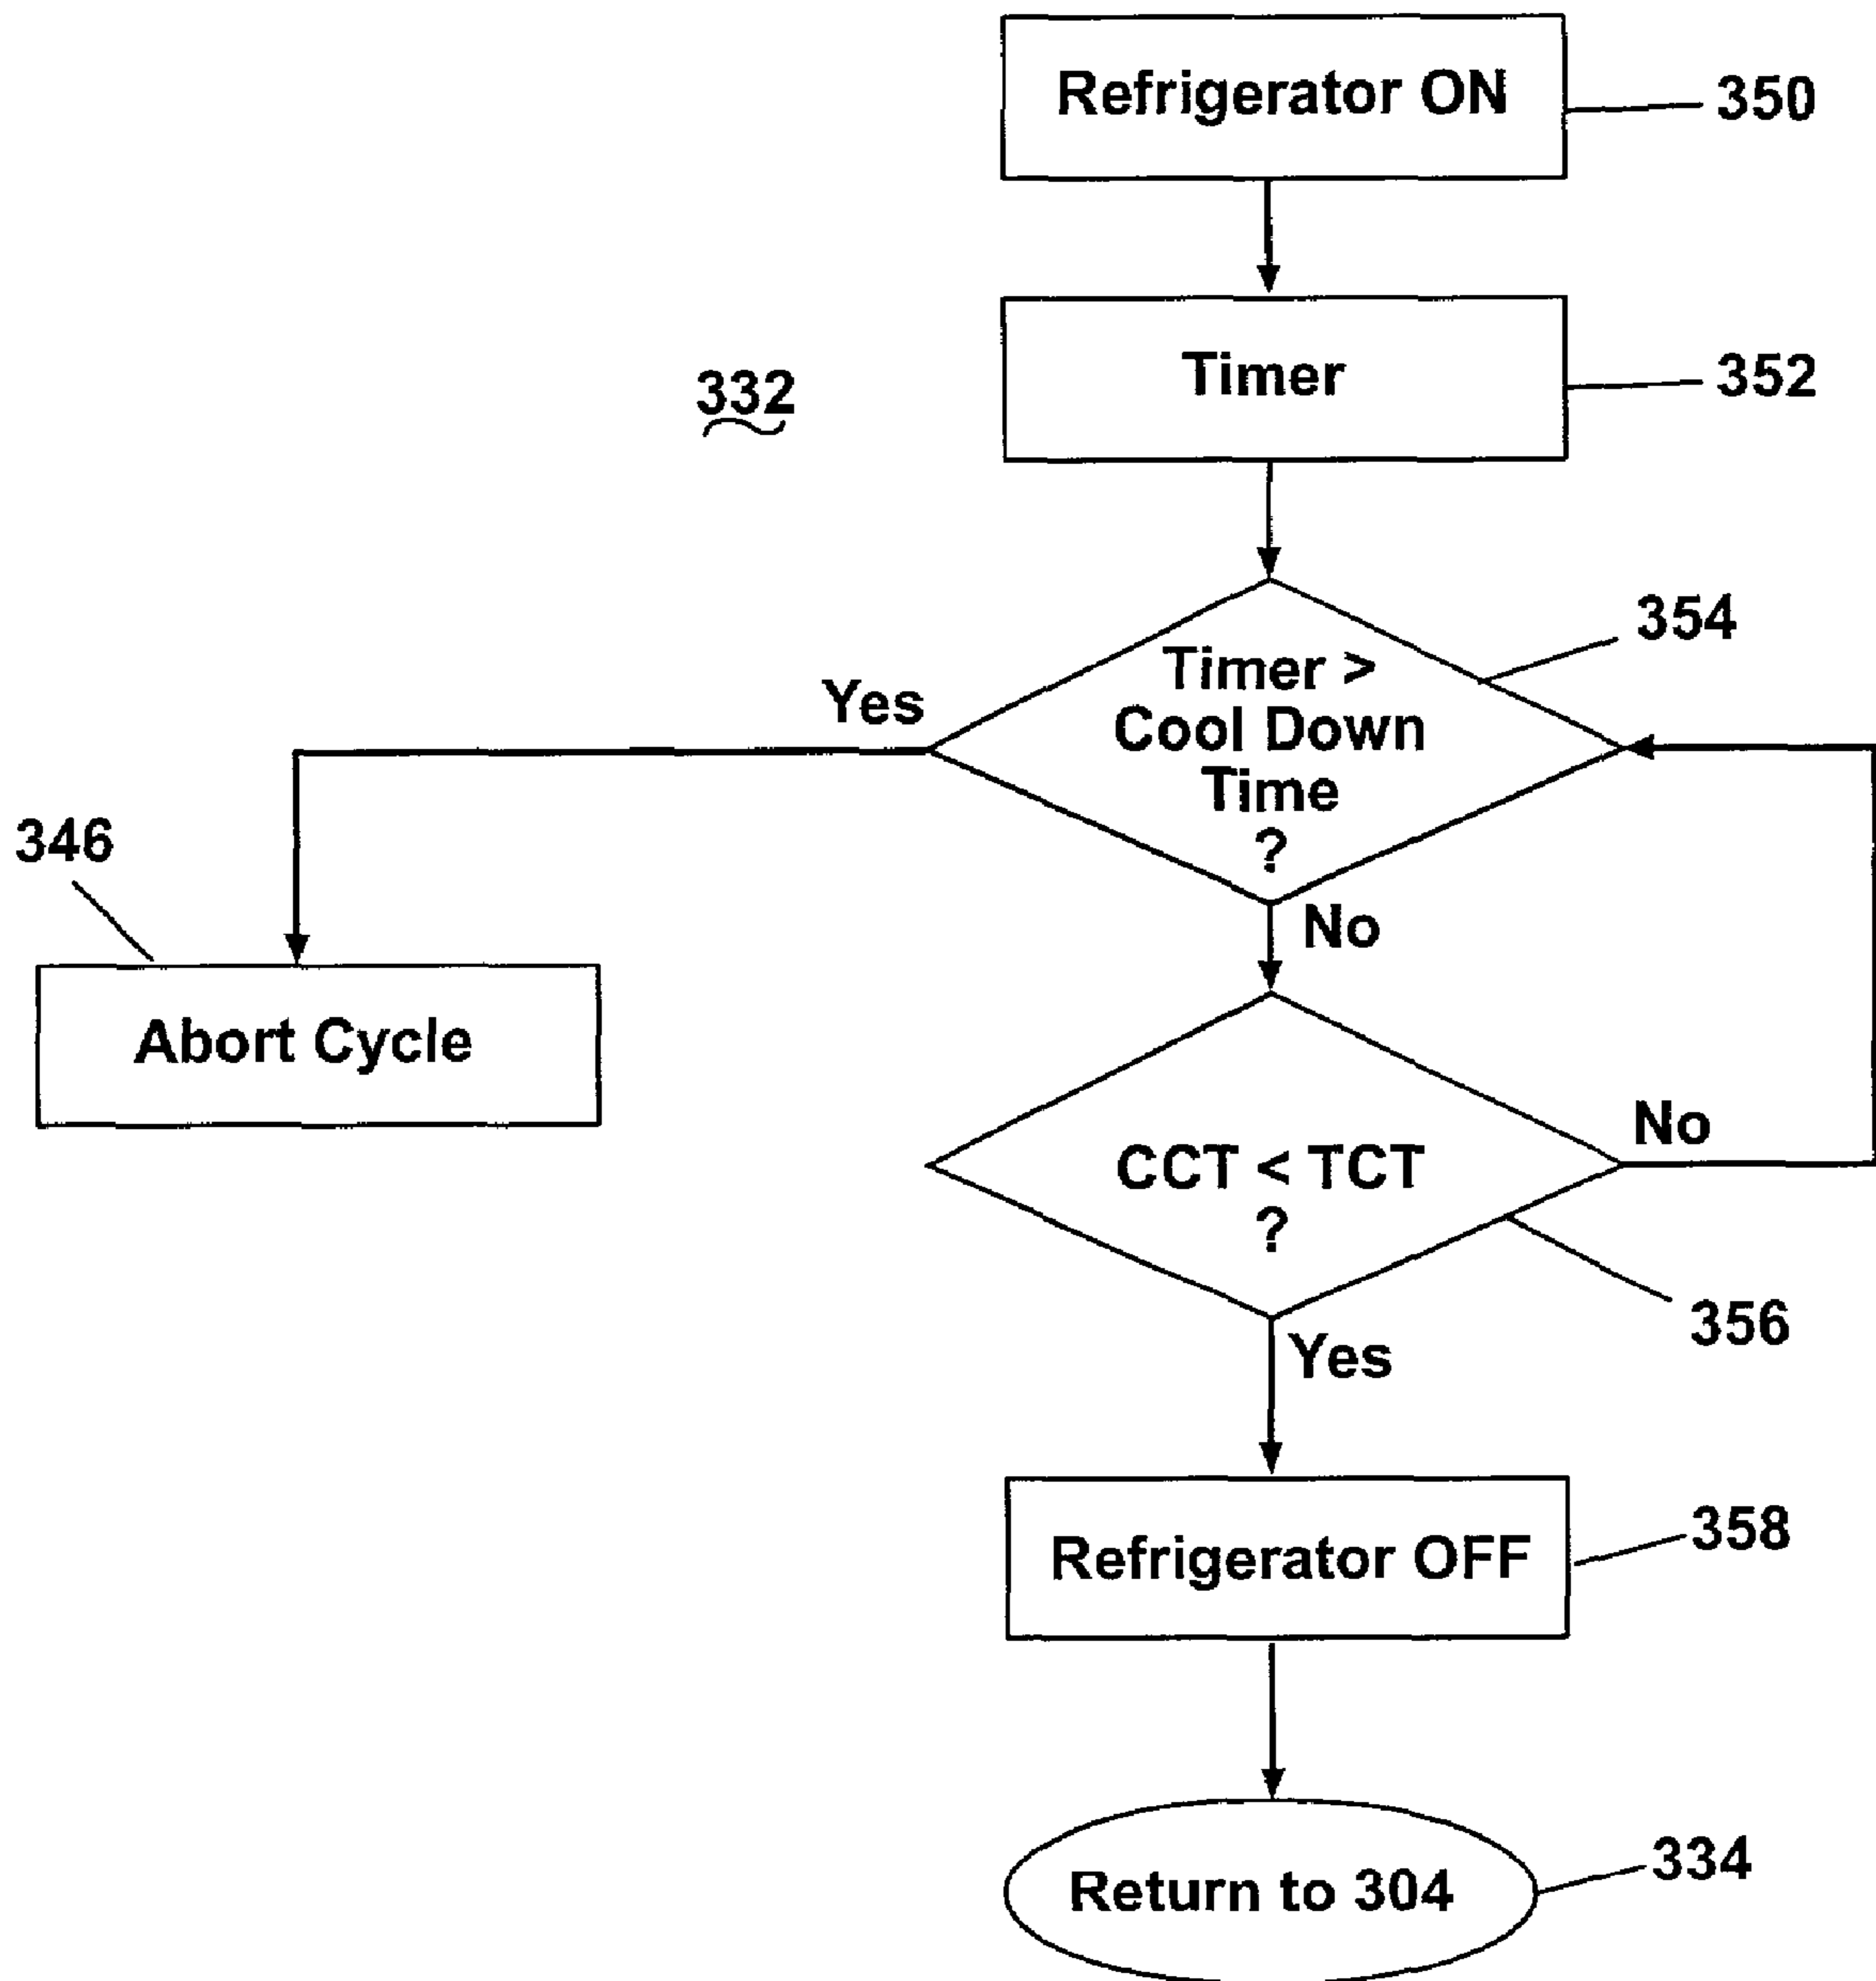 Refrigerator ON
350
Timer
352
332
354
Timer >
Cool Down
Time
?
Yes
346
No
Abort Cycle
No
CCT < TCT
?
356
Yes
358
Refrigerator OFF
334
Return to 304